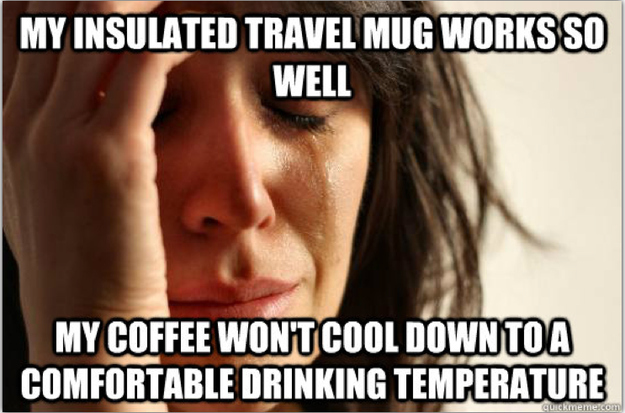 MY INSULATED TRAVEL MUG WORKS SO
WELL
MY COFFEE WON'T COOL DOWN TO A
COMFORTABLE DRINKING TEMPERATURE
quickmeme.com